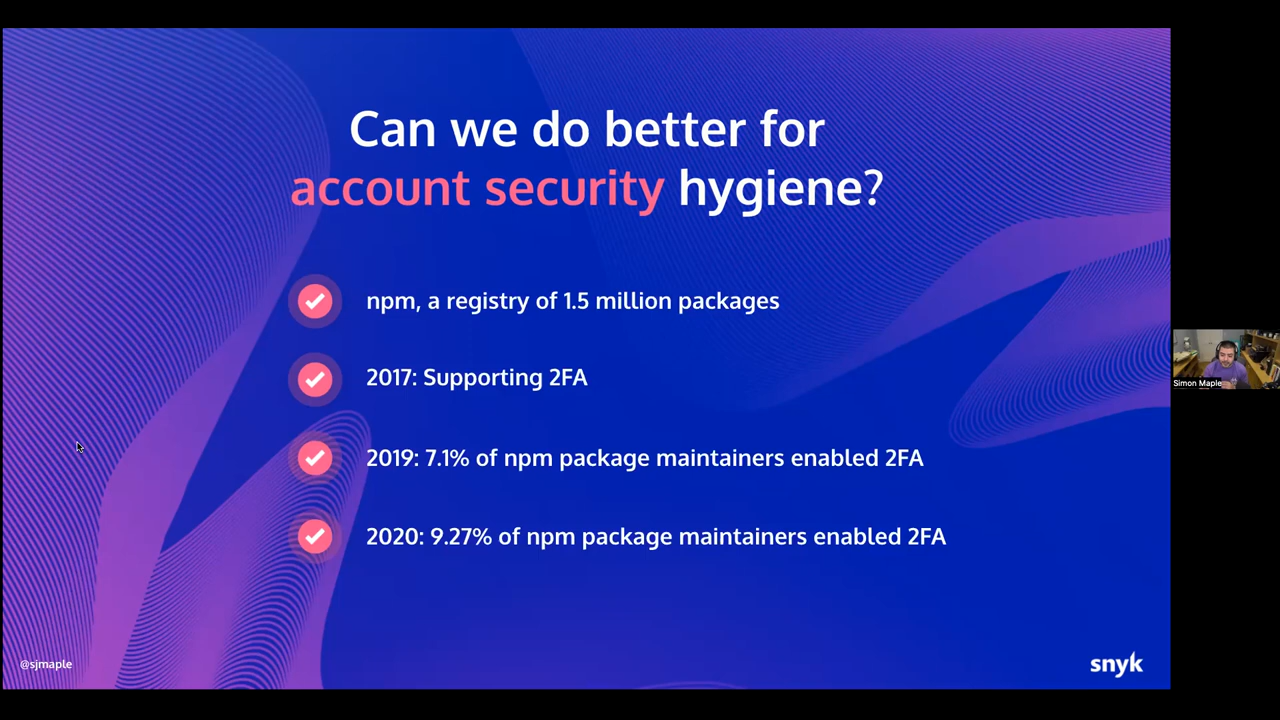 Can we do better for
account security hygiene?
npm, a registry of 1.5 million packages
2017: Supporting 2FA
2019: 7.1% of npm package maintainers enabled 2FA
2020: 9.27% of npm package maintainers enabled 2FA
Simon Maple
@sjmaple
snyk